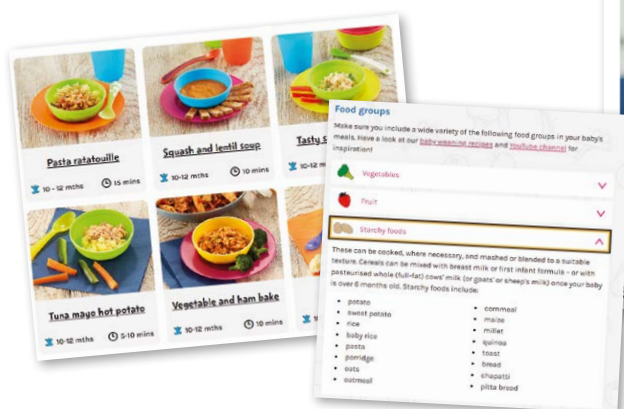 Pasta ratatouille
10 - 12 mths
15 mins
Squash and lentil soup
10-12 mths
10 mins
Tasty
10-12 m
Tuna mayo hot potato
10-12 mths
5-10 mins
Vegetable and ham bake
10-12 mths
10 mins
Food groups
Make sure you include a wide variety of the following food groups in your baby's
meals. Have a look at our baby weaning recipes and YouTube channel for
inspiration!
Vegetables
Fruit
Starchy foods
These can be cooked, where necessary, and mashed or blended to a suitable
texture. Cereals can be mixed with breast milk or first infant formula – or with
pasteurised whole (full-fat) cows' milk (or goats' or sheep's milk) once your baby
is over 6 months old. Starchy foods include:
• potato
• sweet potato
• rice
• baby rice
• pasta
• porridge
• oats
• oatmeal
• cornmeal
• maize
• millet
• quinoa
• toast
• bread
• chapatti
• pitta bread